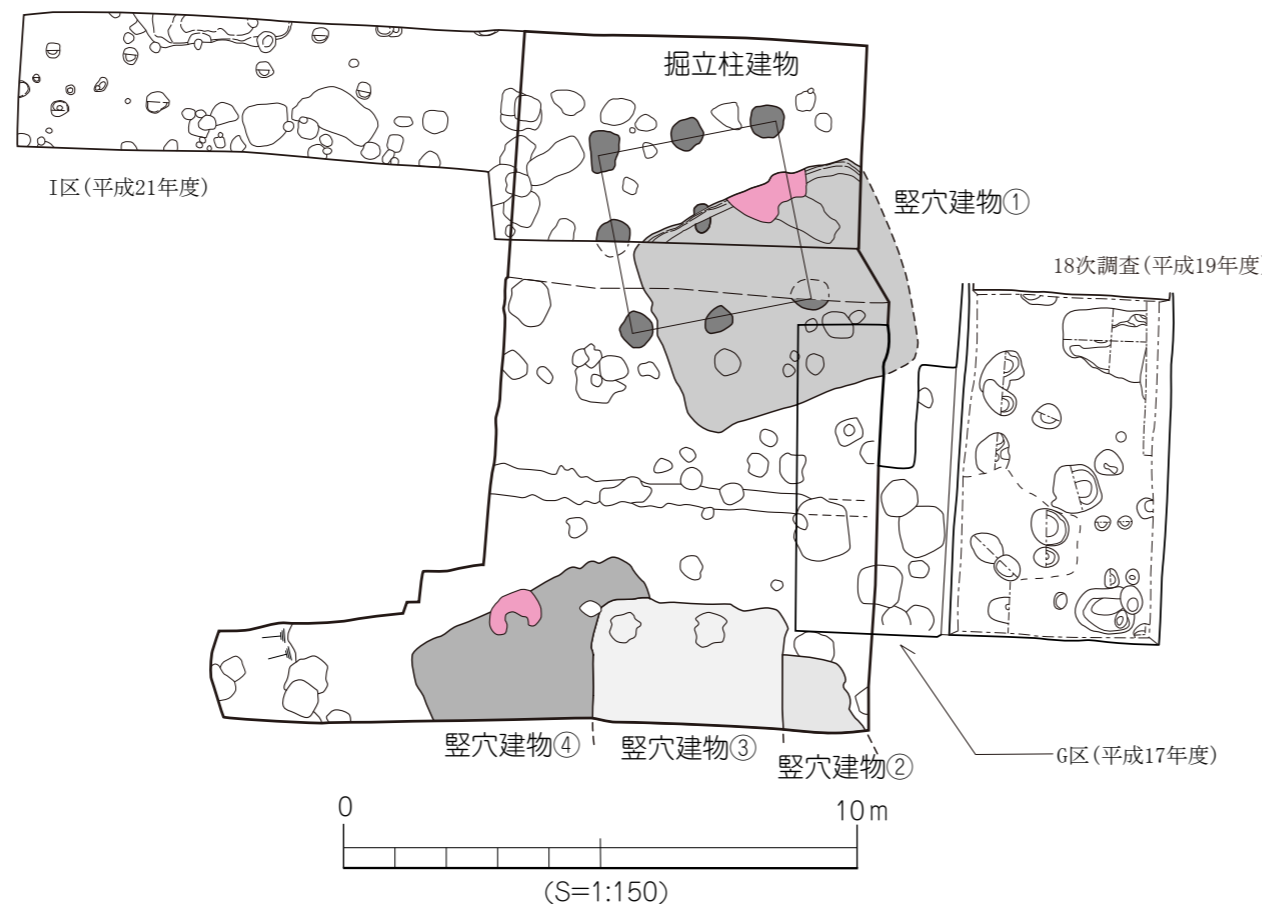 掘立柱建物
I区(平成21年度)
竪穴建物①
18次調査(平成19年度)
竪穴建物④
竪穴建物③
竪穴建物②
G区(平成17年度)
0
10m
(S=1:150)